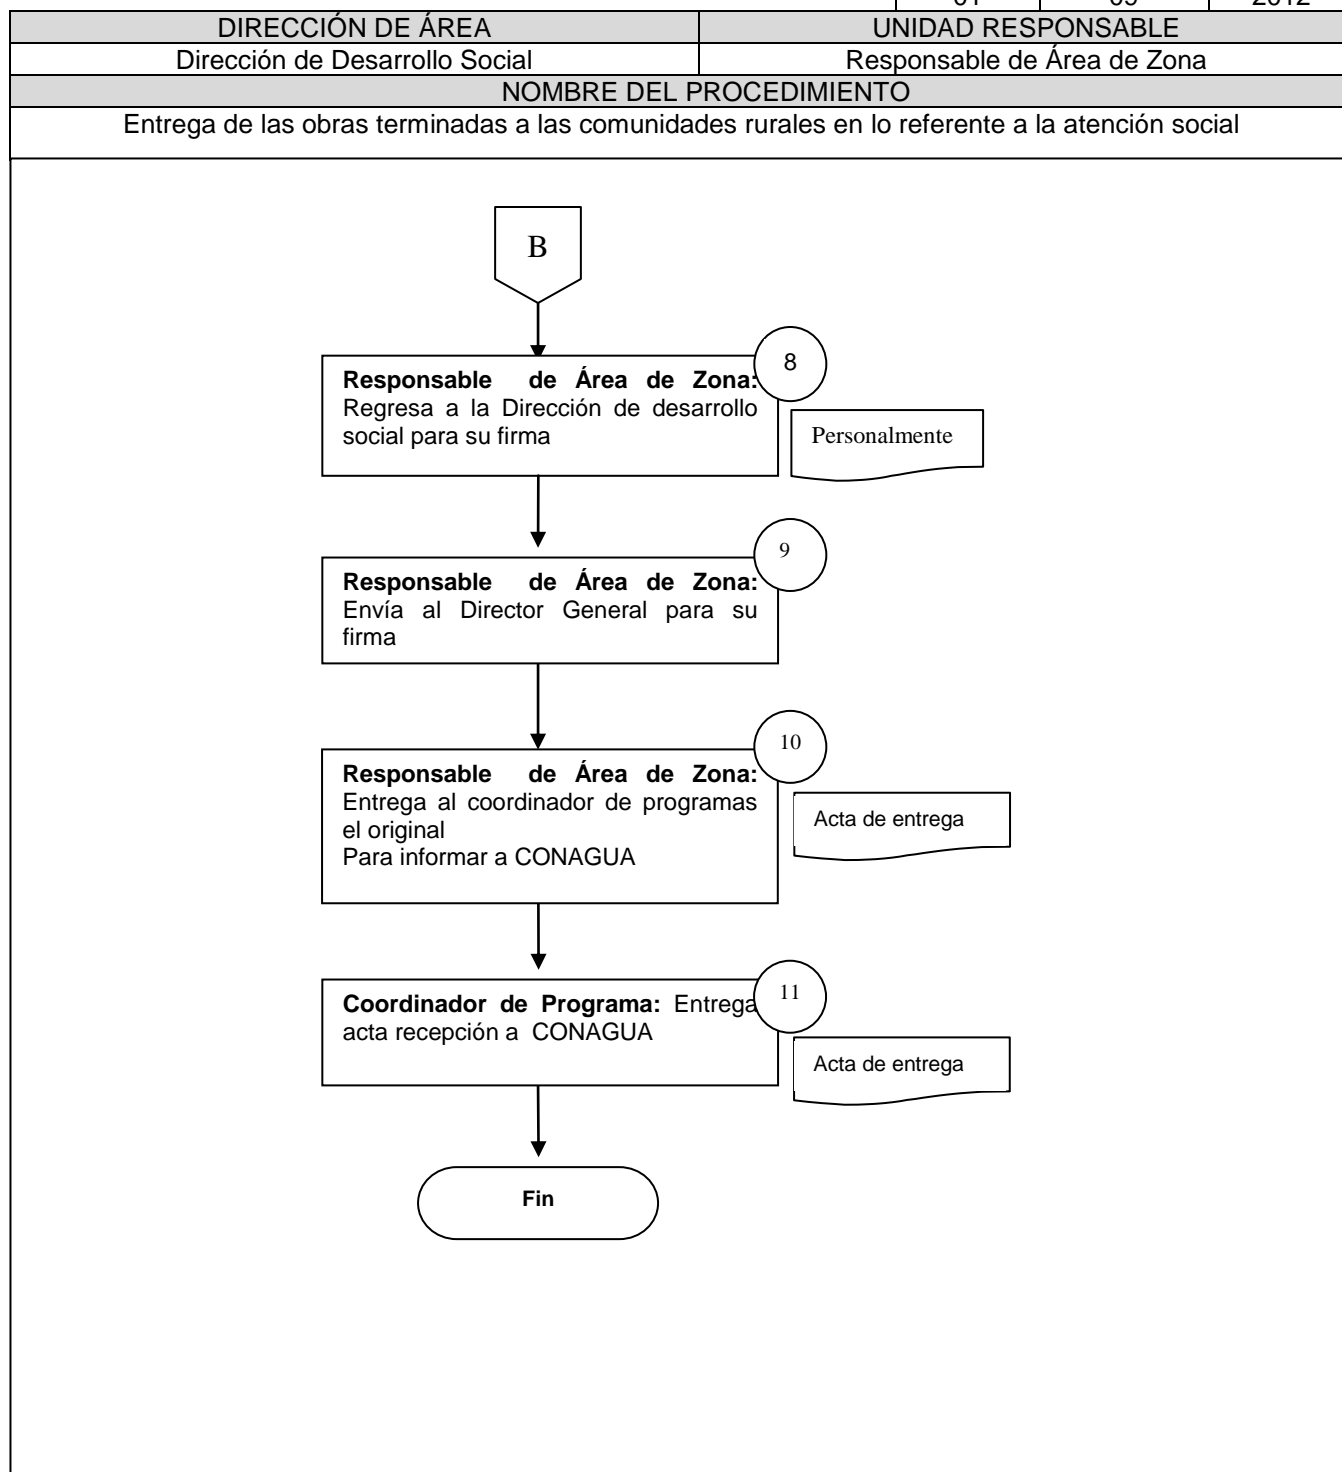 DIRECCIÓN DE ÁREA
UNIDAD RESPONSABLE
Dirección de Desarrollo Social
Responsable de Área de Zona
NOMBRE DEL PROCEDIMIENTO
Entrega de las obras terminadas a las comunidades rurales en lo referente a la atención social
B
8
Responsable de Área de Zona:
Regresa a la Dirección de desarrollo
social para su firma
Personalmente
9
Responsable de Área de Zona:
Envía al Director General para su
firma
10
Responsable de Área de Zona:
Entrega al coordinador de programas
el original
Para informar a CONAGUA
Acta de entrega
11
Coordinador de Programa: Entrega
acta recepción a CONAGUA
Acta de entrega
Fin